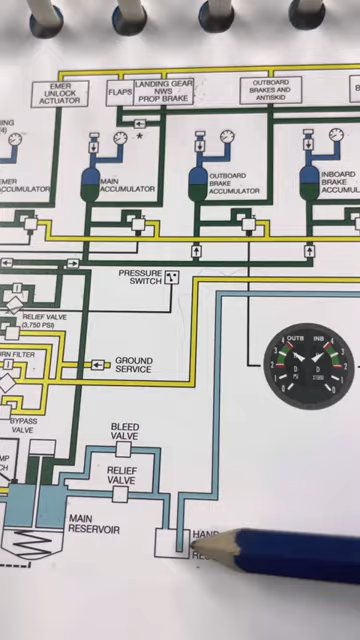 EMER
UNLOCK
ACTUATOR
FLAPS
LANDING GEAR
NWS
PROP BRAKE
OUTBOARD
BRAKES AND
ANTISKID
*
ACCUMULATOR
MAIN
ACCUMULATOR
OUTBOARD
BRAKE
ACCUMULATOR
INBOARD
BRAKE
PRESSURE
SWITCH
RELIEF VALVE
(3,750 PSI)
FILTER
GROUND
SERVICE
BYPASS
VALVE
BLEED
VALVE
RELIEF
VALVE
MAIN
RESERVOIR
OUTB INB